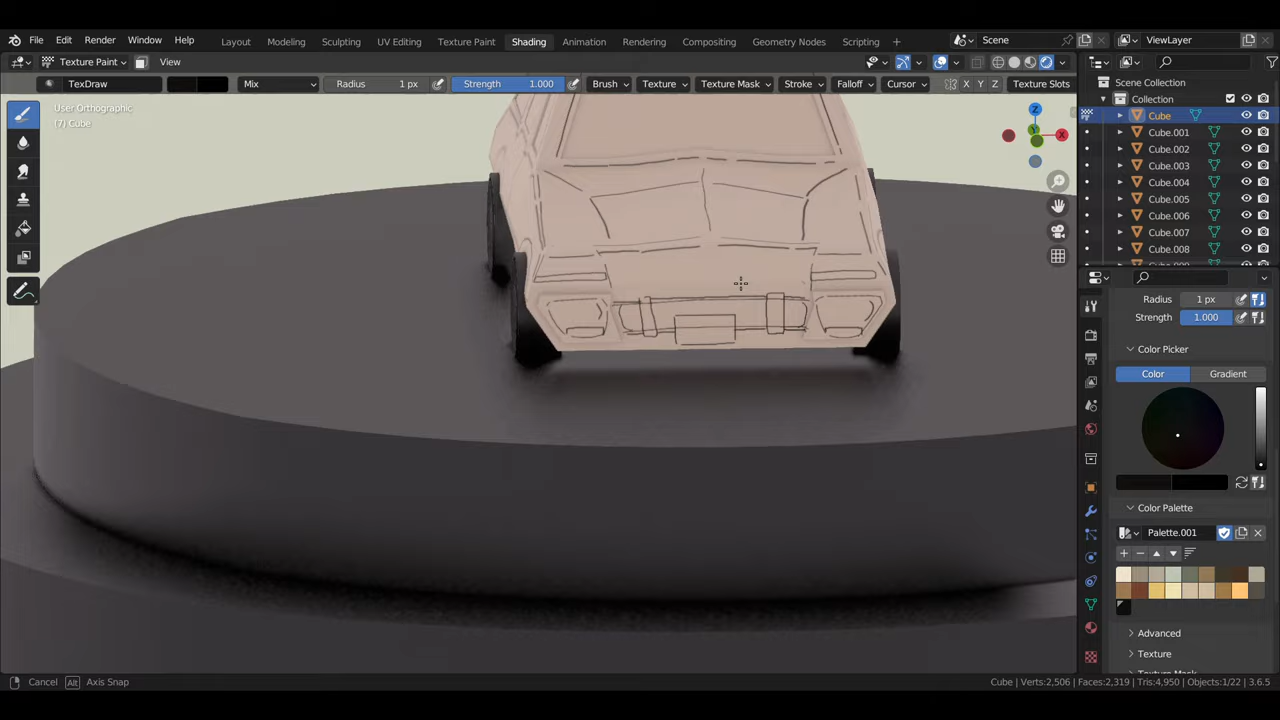 File Edit Render Window Help Layout Modeling Sculpting UV Editing Texture Paint Shading Animation Rendering Compositing Geometry Nodes Scripting + Scene ViewLayer
Texture Paint View
TexDraw Mix Radius 1 px Strength 1.000 Brush Texture Texture Mask Stroke Falloff Cursor X Y Z Texture Slots
Scene Collection
Collection
Cube
Cube.001
Cube.002
Cube.003
Cube.004
Cube.005
Cube.006
Cube.007
Cube.008
User Orthographic
(7) Cube
Z
Y
X
Radius 1 px
Strength 1.000
Color Picker
Color Gradient
Color Palette
Palette.001
Advanced
Texture
Cancel Alt Axis Snap Cube | Verts:2,506 | Faces:2,319 | Tris:4,950 | Objects:1/22 | 3.6.5